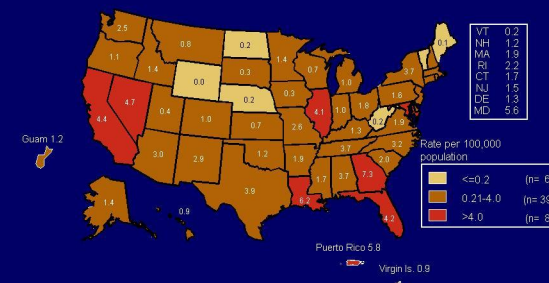 2.5
0.8
0.2
1.4
0.1
1.1
1.4
0.0
0.3
0.7
1.0
3.7
4.4
4.7
0.4
1.0
0.2
0.3
4.1
1.0
1.8
1.6
0.7
2.6
1.3
0.2
1.9
3.0
2.9
1.2
1.9
3.7
3.2
2.0
3.9
6.2
1.7
3.7
7.3
4.2
1.4
0.9
Guam 1.2
Puerto Rico 5.8
Virgin Is. 0.9
VT 0.2
NH 1.2
MA 1.9
RI 2.2
CT 1.7
NJ 1.5
DE 1.3
MD 5.6
Rate per 100,000
population
<=0.2 (n= 6
0.21-4.0 (n= 39
>4.0 (n= 8